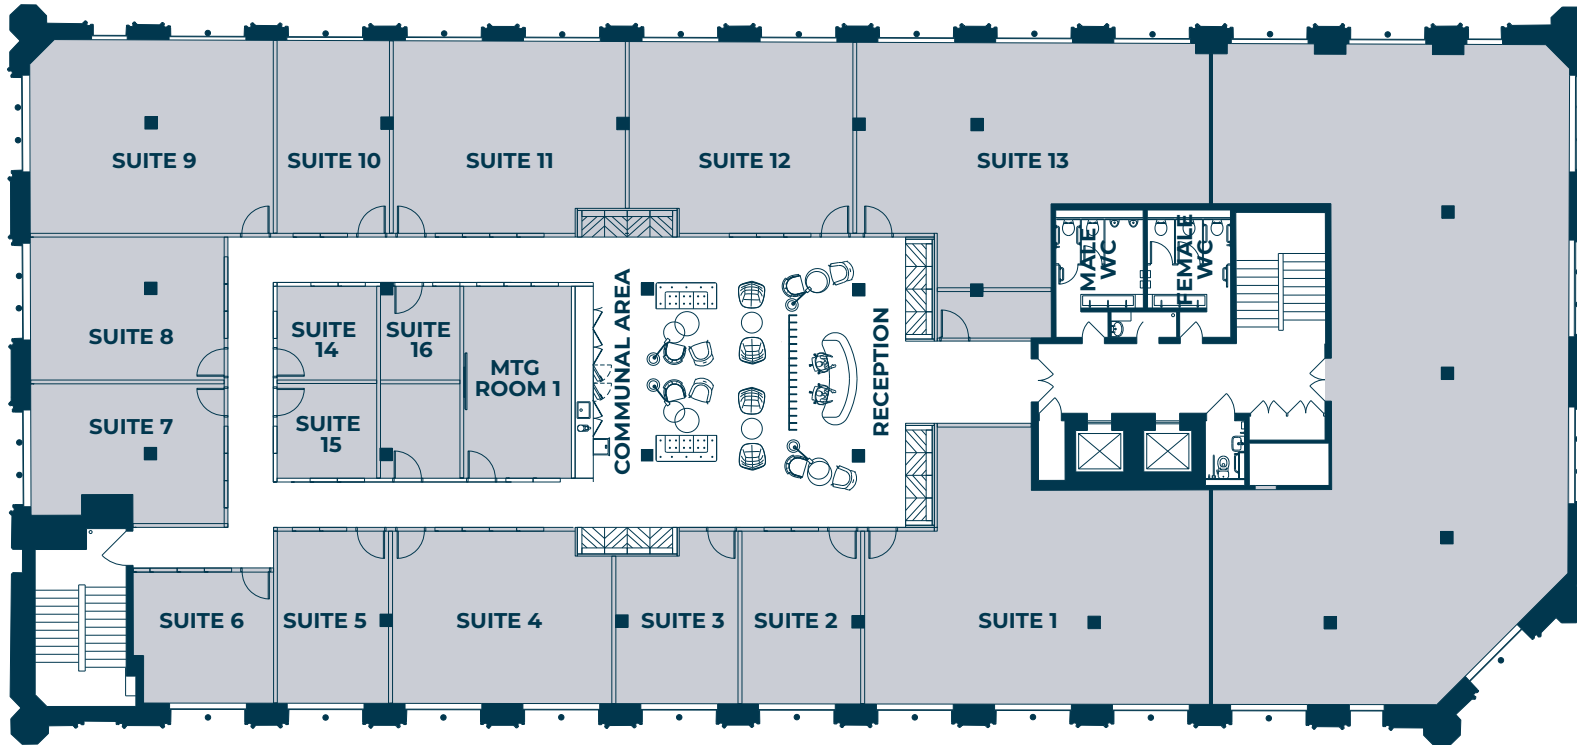 SUITE 9
SUITE 10
SUITE 11
SUITE 12
SUITE 13
MALE
WC
FEMALE
WC
SUITE 8
SUITE
14
SUITE
16
MTG
ROOM 1
COMMUNAL AREA
RECEPTION
SUITE 7
SUITE
15
SUITE 6
SUITE 5
SUITE 4
SUITE 3
SUITE 2
SUITE 1